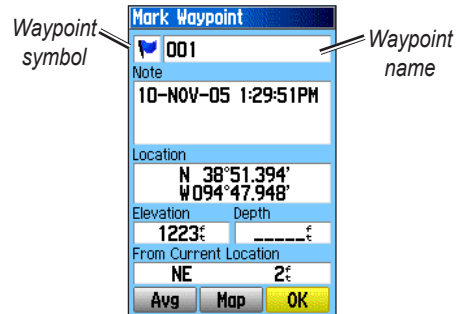 Mark Waypoint
Waypoint symbol
001
Waypoint name
Note
10-NOV-05 1:29:51PM
Location
N 38°51.394'
W094°47.948'
Elevation Depth
1223ft _____ft
From Current Location
NE 2ft
Avg Map OK